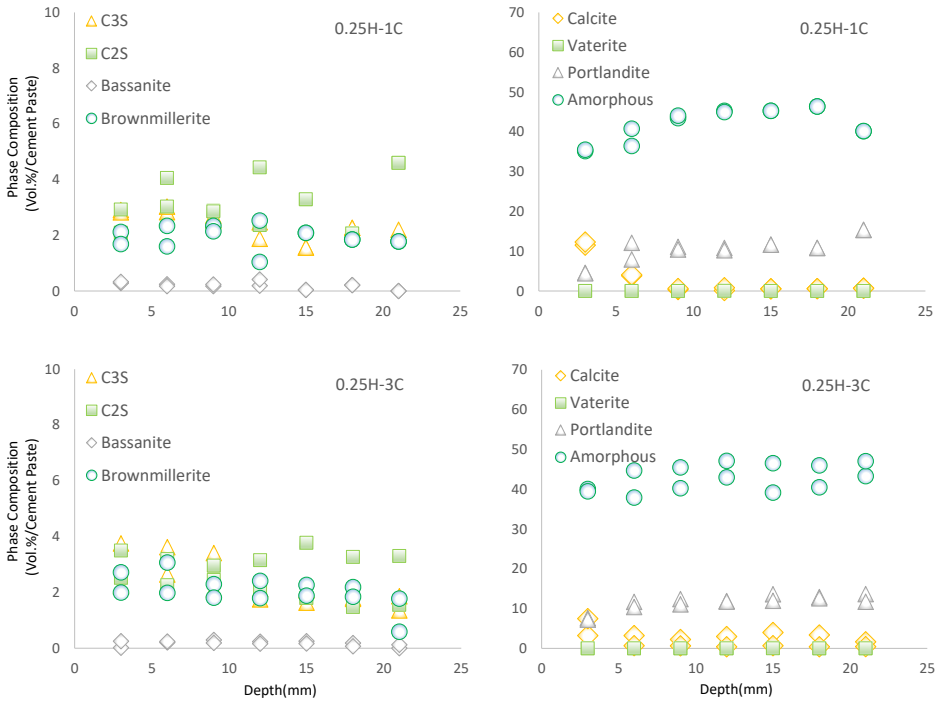 Phase Composition
(Vol.%/Cement Paste)
10
8
6
4
2
0
0 5 10 15 20 25
C3S
C2S
Bassanite
Brownmillerite
0.25H-1C
70
60
50
40
30
20
10
0
0 5 10 15 20 25
Calcite
Vaterite
Portlandite
Amorphous
0.25H-1C
Phase Composition
(Vol.%/Cement Paste)
10
8
6
4
2
0
0 5 10 15 20 25
Depth(mm)
C3S
C2S
Bassanite
Brownmillerite
0.25H-3C
70
60
50
40
30
20
10
0
0 5 10 15 20 25
Depth(mm)
Calcite
Vaterite
Portlandite
Amorphous
0.25H-3C